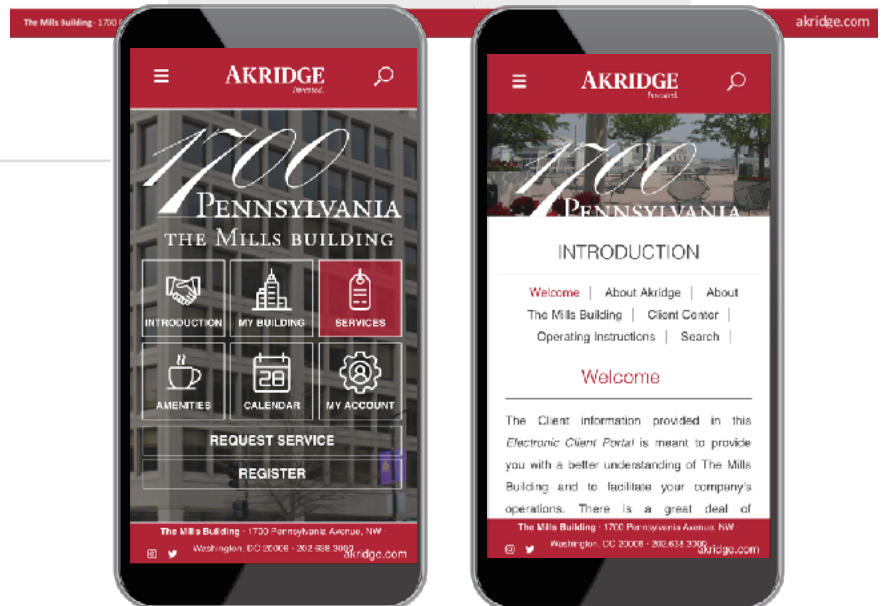 The Mills Building · 1700
akridge.com
AKRIDGE
Invested.
1700
PENNSYLVANIA
THE MILLS BUILDING
INTRODUCTION
MY BUILDING
SERVICES
AMENITIES
28
CALENDAR
MY ACCOUNT
REQUEST SERVICE
REGISTER
The Mills Building · 1700 Pennsylvania Avenue, NW
Washington, DC 20006 · 202.638.3000
akridge.com
AKRIDGE
Invested.
1700
PENNSYLVANIA
INTRODUCTION
Welcome | About Akridge | About
The Mills Building | Client Center |
Operating Instructions | Search |
Welcome
The Client information provided in this
Electronic Client Portal is meant to provide
you with a better understanding of The Mills
Building and to facilitate your company's
operations. There is a great deal of
The Mills Building · 1700 Pennsylvania Avenue, NW
Washington, DC 20006 · 202.638.3000
akridge.com